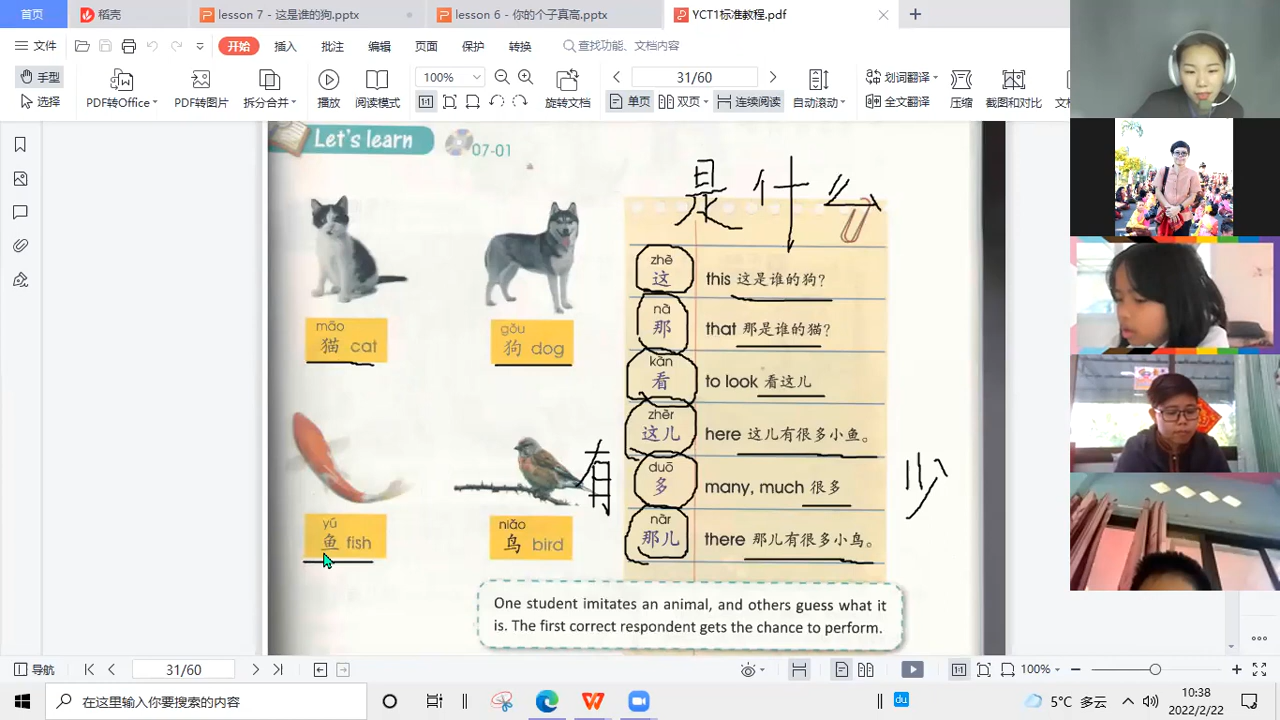 首页 稻壳 lesson 7 - 这是谁的狗.pptx lesson 6 - 你的个子真高.pptx YCT1标准教程.pdf
文件 开始 插入 批注 编辑 页面 保护 转换 查找功能、文档内容
手型 100% 31/60 划词翻译
选择 PDF转Office PDF转图片 拆分合并 播放 阅读模式 旋转文档 单页 双页 连续阅读 自动滚动 全文翻译 压缩 截图和对比
Let's learn 07-01
是什么
māo
猫 cat
gǒu
狗 dog
yú
鱼 fish
niǎo
鸟 bird
zhè
这 this 这是谁的狗?
nà
那 that 那是谁的猫?
kàn
看 to look 看这儿
zhèr
这儿 here 这儿有很多小鱼。
有
duō
多 many, much 很多
少
nàr
那儿 there 那儿有很多小鸟。
One student imitates an animal, and others guess what it
is. The first correct respondent gets the chance to perform.
导航 31/60 100%
在这里输入你要搜索的内容 du 5°C 多云 10:38
2022/2/22